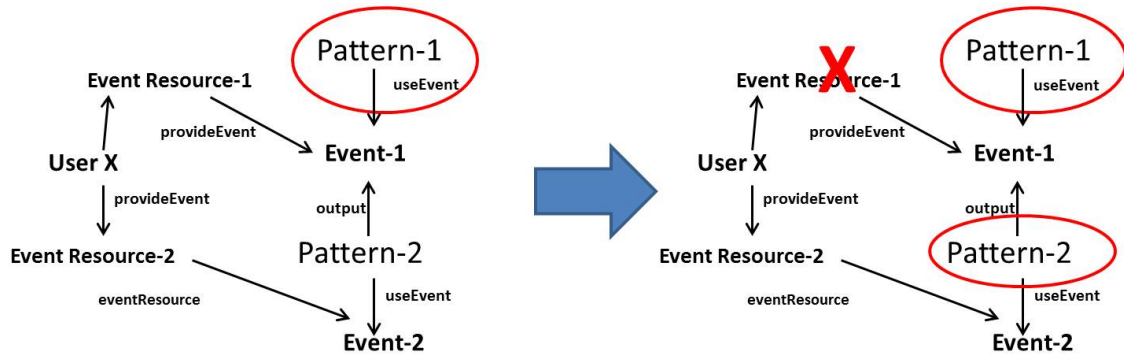 Pattern-1
Event Resource-1
useEvent
provideEvent
User X
Event-1
provideEvent
output
Event Resource-2
Pattern-2
eventResource
useEvent
Event-2
Pattern-1
X
Event Resource-1
useEvent
provideEvent
User X
Event-1
provideEvent
output
Event Resource-2
Pattern-2
eventResource
useEvent
Event-2